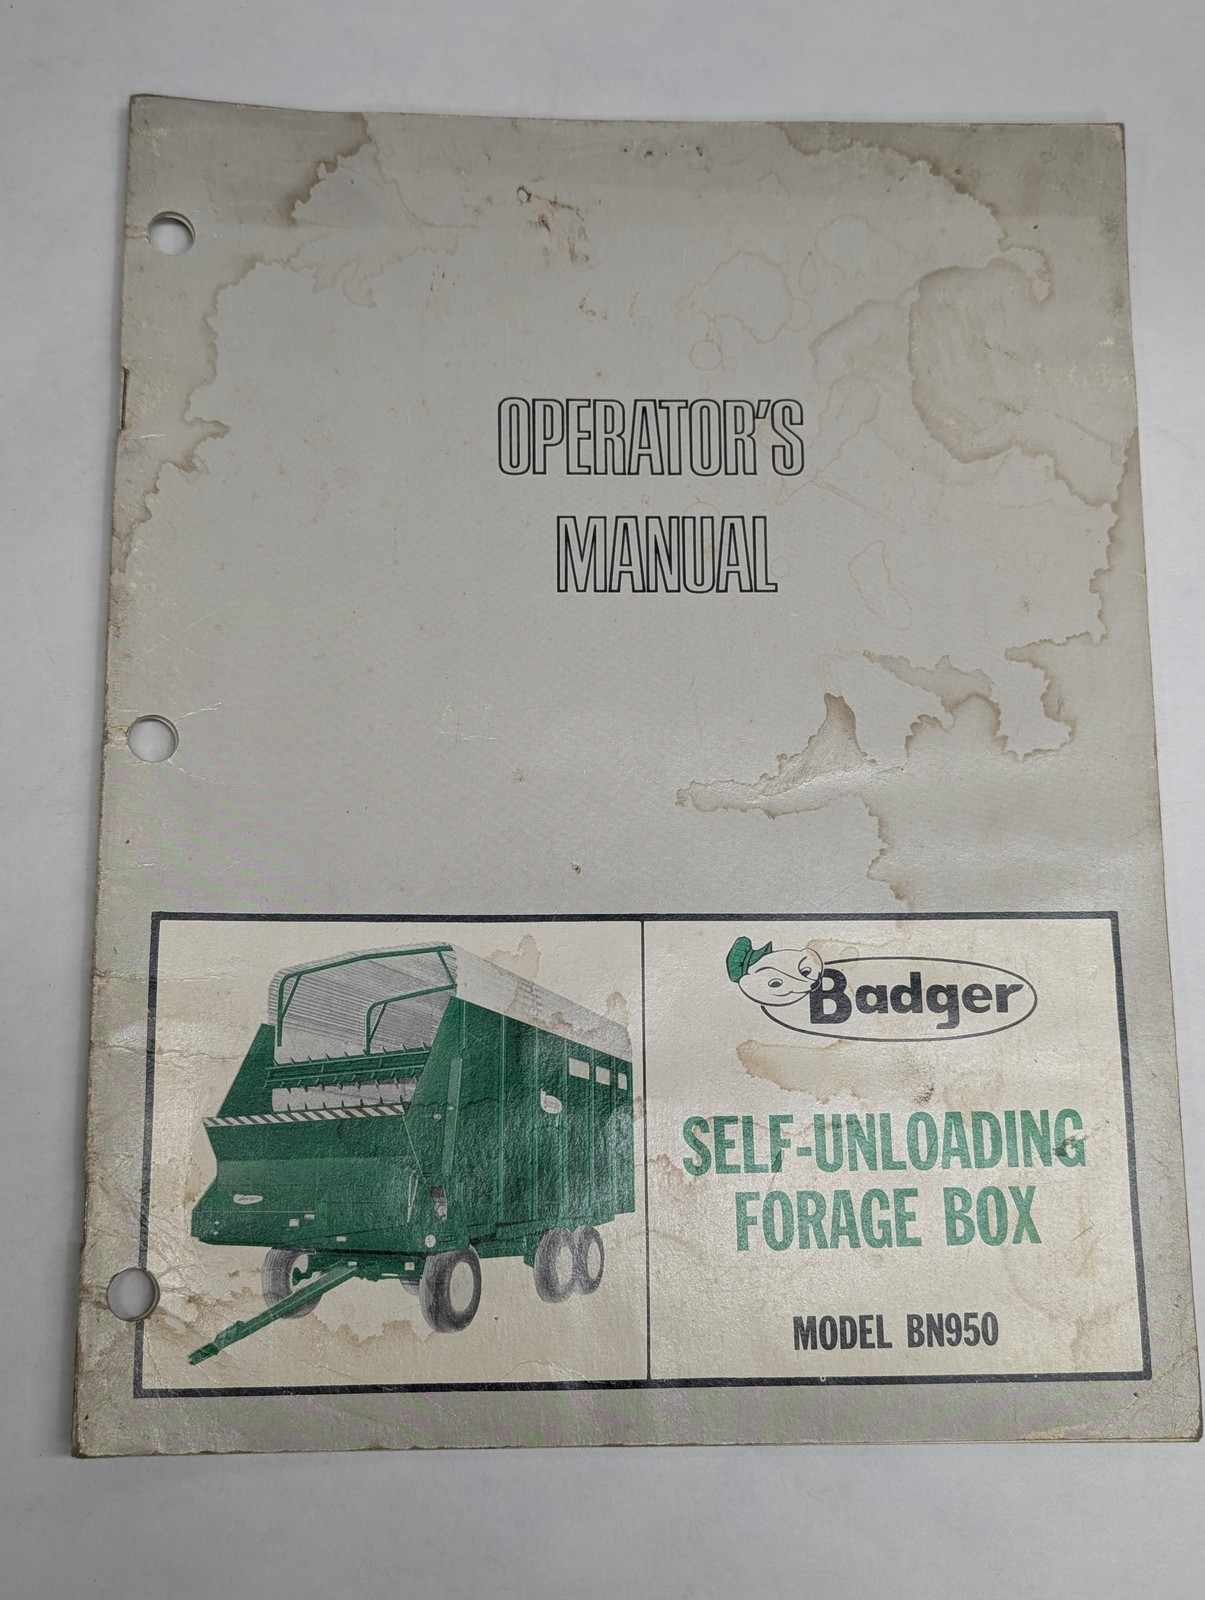 OPERATOR'S
MANUAL
Badger
SELF-UNLOADING
FORAGE BOX
MODEL BN950